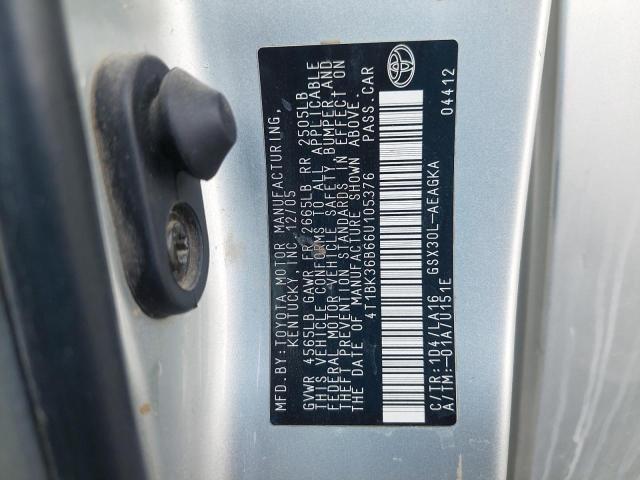 MFD.BY:TOYOTA MOTOR MANUFACTURING,
KENTUCKY, INC. 12/05
GVWR 4565LB GAWR FR 2665LB RR 2505LB
THIS VEHICLE CONFORMS TO ALL APPLICABLE
FEDERAL MOTOR VEHICLE SAFETY, BUMPER, AND
THEFT PREVENTION STANDARDS IN EFFECT ON
THE DATE OF MANUFACTURE SHOWN ABOVE.
4T1BK36B66U105376 PASS.CAR
C/TR:1D4/LA16 GSX30L-AEAGKA
A/TM:-01A/U151E 04412